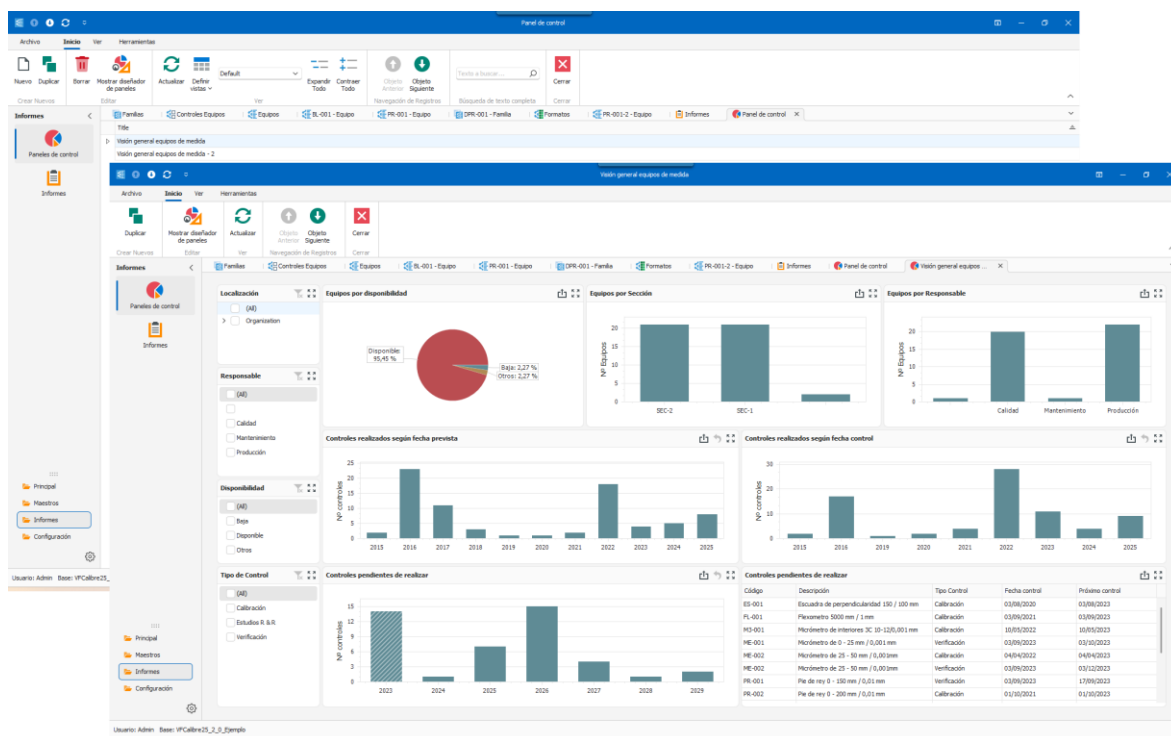 Panel de control
Archivo Inicio Ver Herramientas
Nuevo Duplicar Borrar Mostrar diseñador de paneles Actualizar Definir vistas Default Expandir Todo Contraer Todo Objeto Anterior Objeto Siguiente Texto a buscar... Cerrar
Crear Nuevos Editar Ver Navegación de Registros Búsqueda de texto completa Cerrar
Informes Familias Controles Equipos Equipos BL-001 - Equipo PR-001 - Equipo DPR-001 - Familia Formatos PR-001-2 - Equipo Informes Panel de control
Title
Visión general equipos de medida
Visión general equipos de medida - 2
Paneles de control
Informes
Principal
Maestros
Informes
Configuración
Usuario: Admin Base: VFCalibre25_
Visión general equipos de medida
Archivo Inicio Ver Herramientas
Duplicar Mostrar diseñador de paneles Actualizar Objeto Anterior Objeto Siguiente Cerrar
Crear Nuevos Editar Ver Navegación de Registros Cerrar
Informes Familias Controles Equipos Equipos BL-001 - Equipo PR-001 - Equipo DPR-001 - Familia Formatos PR-001-2 - Equipo Informes Panel de control Visión general equipos ...
Paneles de control
Informes
Principal
Maestros
Informes
Configuración
Localización
(All)
Organization
Responsable
(All)
Calidad
Mantenimiento
Producción
Disponibilidad
(All)
Baja
Disponible
Otros
Tipo de Control
(All)
Calibración
Estudios R & R
Verificación
Equipos por disponibilidad
Disponible: 95,45 %
Baja: 2,27 %
Otros: 2,27 %
Equipos por Sección
Nº Equipos
20
15
10
5
0
SEC-2 SEC-1
Equipos por Responsable
Nº Equipos
20
15
10
5
0
Calidad Mantenimiento Producción
Controles realizados según fecha prevista
Nº controles
25
20
15
10
5
0
2015 2016 2017 2018 2019 2020 2021 2022 2023 2024 2025
Controles realizados según fecha control
Nº controles
30
20
10
0
2015 2016 2019 2020 2021 2022 2023 2024 2025
Controles pendientes de realizar
Nº controles
15
12
9
6
3
0
2023 2024 2025 2026 2027 2028 2029
Controles pendientes de realizar
Código Descripción Tipo Control Fecha control Próximo control
ES-001 Escuadra de perpendicularidad 150 / 100 mm Calibración 03/08/2020 03/08/2023
FL-001 Flexometro 5000 mm / 1 mm Calibración 03/09/2021 03/09/2023
M3-001 Micrómetro de interiores 3C 10-12/0,001 mm Calibración 10/05/2022 10/05/2023
ME-001 Micrómetro de 0 - 25 mm / 0,001 mm Verificación 03/09/2023 03/10/2023
ME-002 Micrómetro de 25 - 50 mm / 0,001mm Calibración 04/04/2022 04/04/2023
ME-002 Micrómetro de 25 - 50 mm / 0,001mm Verificación 03/09/2023 03/12/2023
PR-001 Pie de rey 0 - 150 mm / 0,01 mm Verificación 03/09/2023 17/09/2023
PR-002 Pie de rey 0 - 200 mm / 0,01 mm Calibración 01/10/2021 01/10/2023
Usuario: Admin Base: VFCalibre25_2_0_Ejemplo